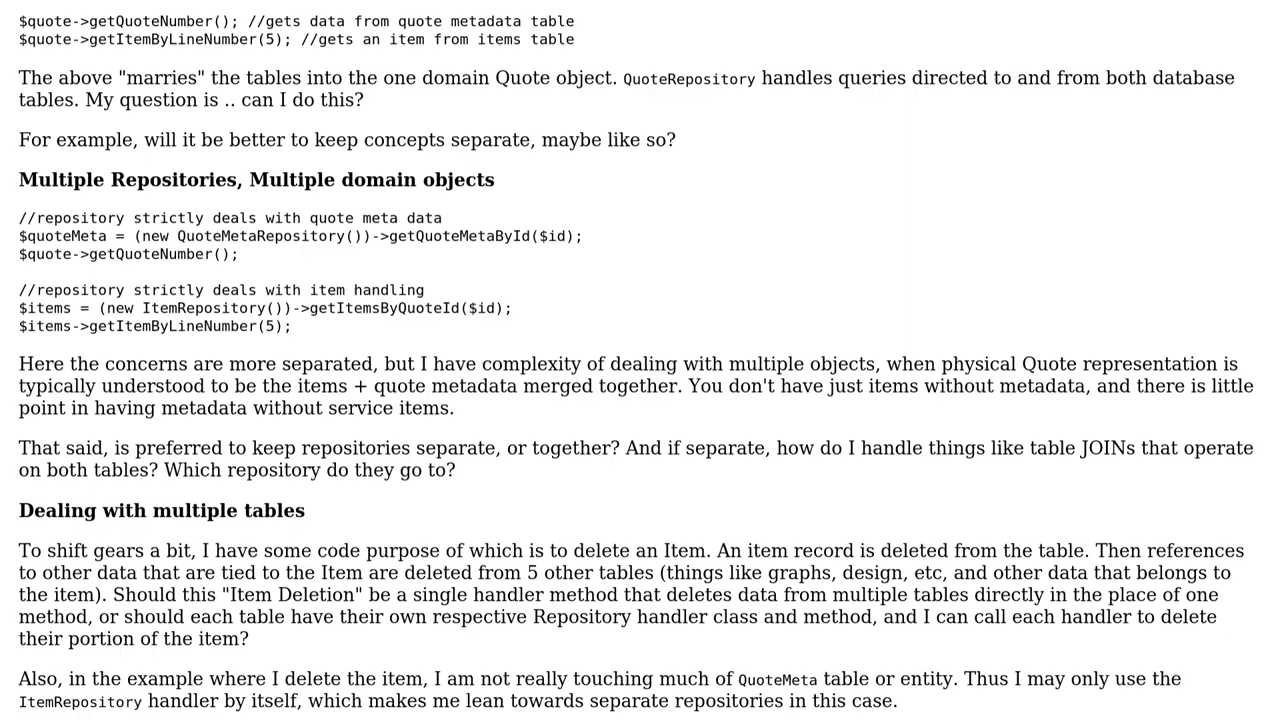 $quote->getQuoteNumber(); //gets data from quote metadata table
$quote->getItemByLineNumber(5); //gets an item from items table
The above "marries" the tables into the one domain Quote object. QuoteRepository handles queries directed to and from both database
tables. My question is .. can I do this?
For example, will it be better to keep concepts separate, maybe like so?
Multiple Repositories, Multiple domain objects
//repository strictly deals with quote meta data
$quoteMeta = (new QuoteMetaRepository())->getQuoteMetaById($id);
$quote->getQuoteNumber();
//repository strictly deals with item handling
$items = (new ItemRepository())->getItemsByQuoteId($id);
$items->getItemByLineNumber(5);
Here the concerns are more separated, but I have complexity of dealing with multiple objects, when physical Quote representation is
typically understood to be the items + quote metadata merged together. You don't have just items without metadata, and there is little
point in having metadata without service items.
That said, is preferred to keep repositories separate, or together? And if separate, how do I handle things like table JOINs that operate
on both tables? Which repository do they go to?
Dealing with multiple tables
To shift gears a bit, I have some code purpose of which is to delete an Item. An item record is deleted from the table. Then references
to other data that are tied to the Item are deleted from 5 other tables (things like graphs, design, etc, and other data that belongs to
the item). Should this "Item Deletion" be a single handler method that deletes data from multiple tables directly in the place of one
method, or should each table have their own respective Repository handler class and method, and I can call each handler to delete
their portion of the item?
Also, in the example where I delete the item, I am not really touching much of QuoteMeta table or entity. Thus I may only use the
ItemRepository handler by itself, which makes me lean towards separate repositories in this case.